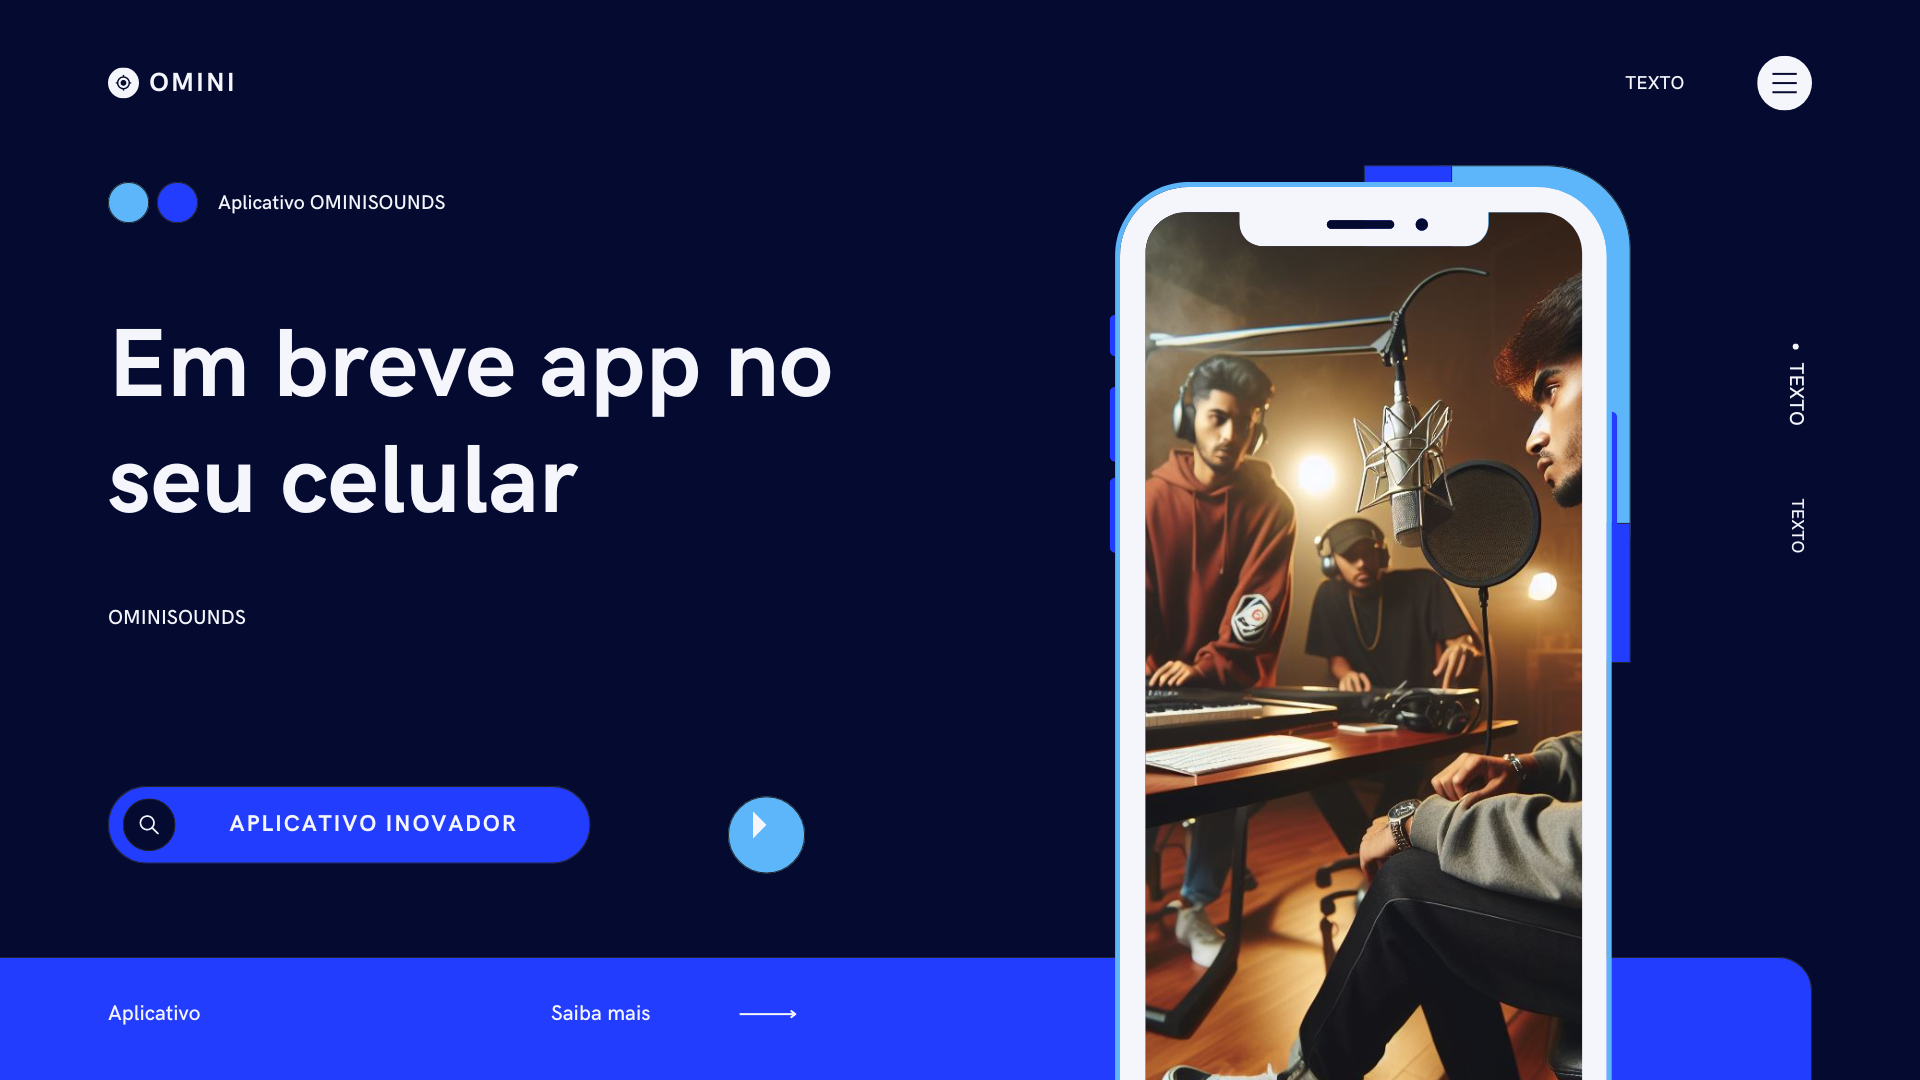 OMINI
TEXTO
Aplicativo OMINISOUNDS
Em breve app no
seu celular
TEXTO
TEXTO
OMINISOUNDS
APLICATIVO INOVADOR
Aplicativo
Saiba mais